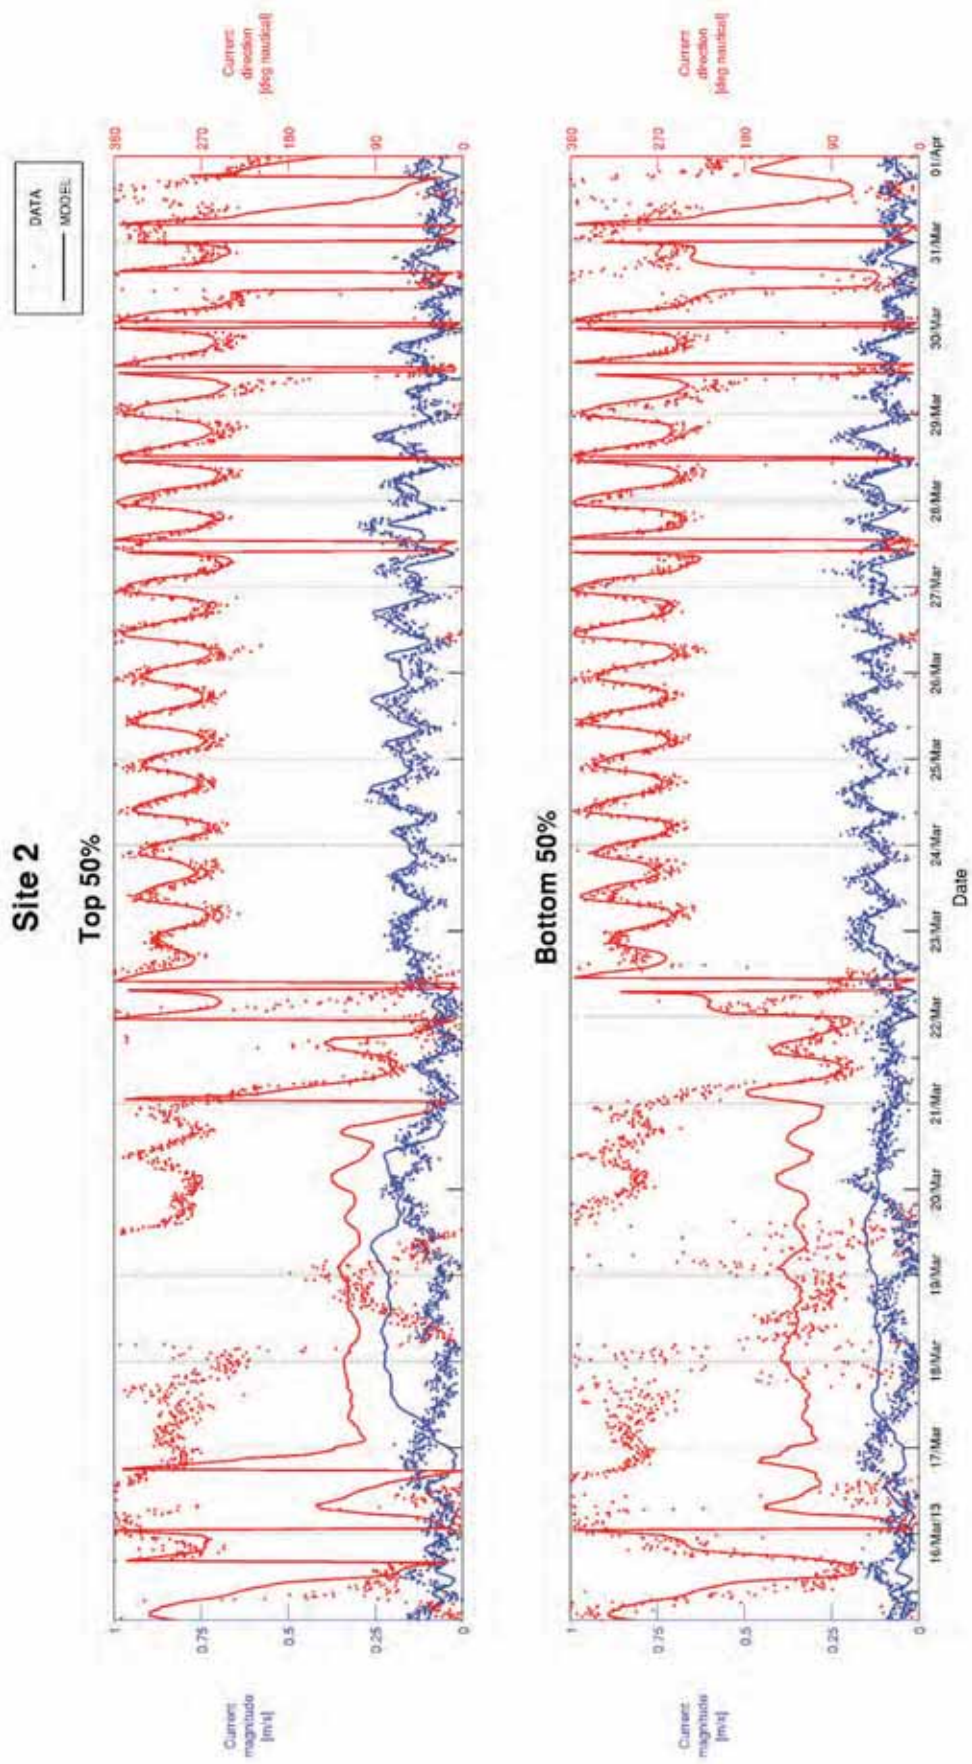 Site 2
DATA
MODEL
Top 50%
Current
magnitude
[m/s]
1
0.75
0.5
0.25
0
Current
direction
[deg nautical]
360
270
180
90
0
Bottom 50%
Current
magnitude
[m/s]
1
0.75
0.5
0.25
0
Current
direction
[deg nautical]
360
270
180
90
0
16/Mar/13
17/Mar
18/Mar
19/Mar
20/Mar
21/Mar
22/Mar
23/Mar
24/Mar
25/Mar
26/Mar
27/Mar
28/Mar
29/Mar
30/Mar
31/Mar
01/Apr
Date